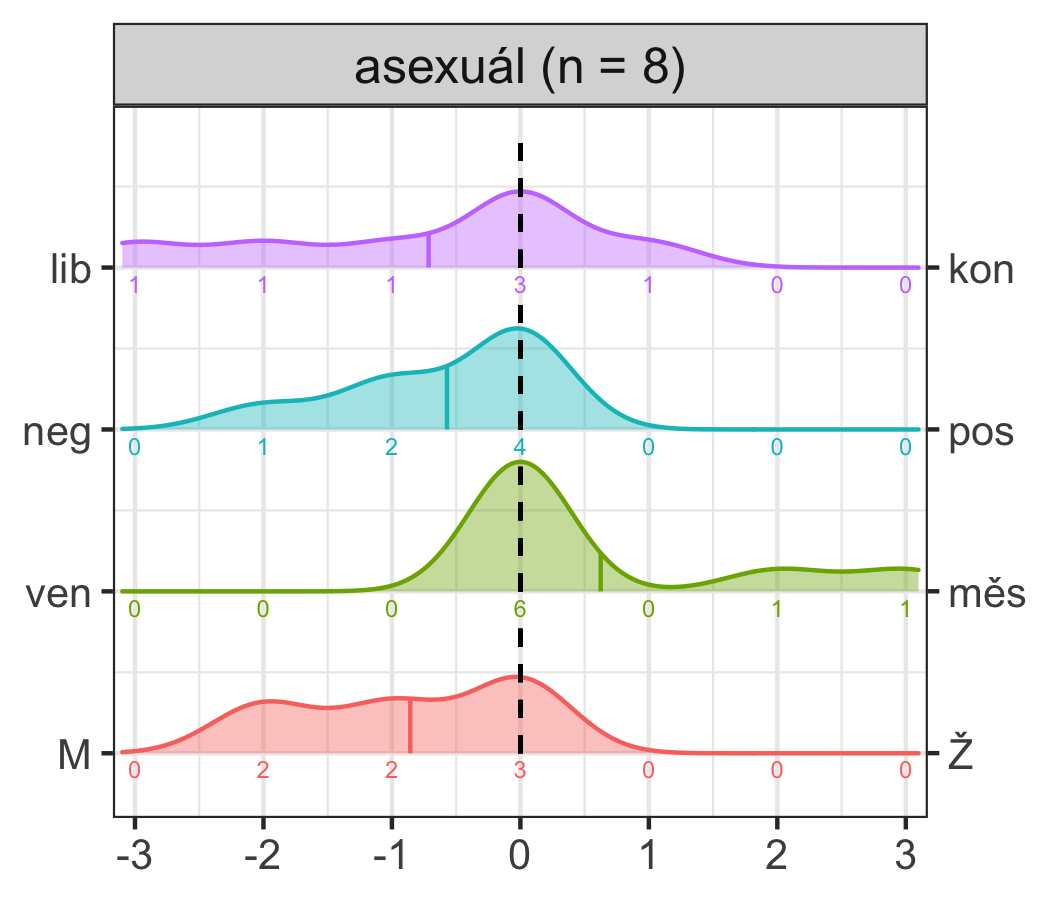 asexuál (n = 8)
lib kon
1 1 1 3 1 0 0
neg pos
0 1 2 4 0 0 0
ven měs
0 0 0 6 0 1 1
M Ž
0 2 2 3 0 0 0
-3 -2 -1 0 1 2 3